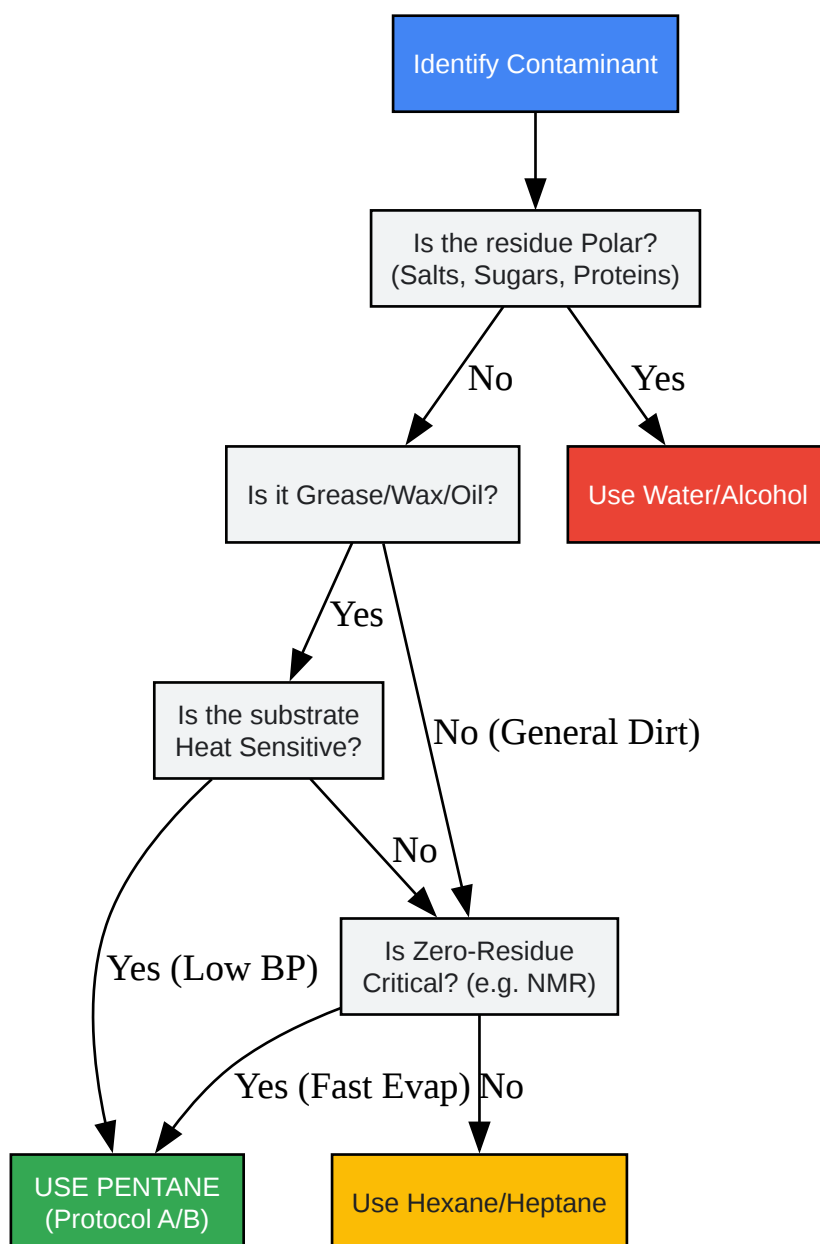 Identify Contaminant
Is the residue Polar?
(Salts, Sugars, Proteins)
No
Yes
Is it Grease/Wax/Oil?
Use Water/Alcohol
Yes
Is the substrate
Heat Sensitive?
No (General Dirt)
No
Is Zero-Residue
Critical? (e.g. NMR)
Yes (Low BP)
Yes (Fast Evap)
No
USE PENTANE
(Protocol A/B)
Use Hexane/Heptane